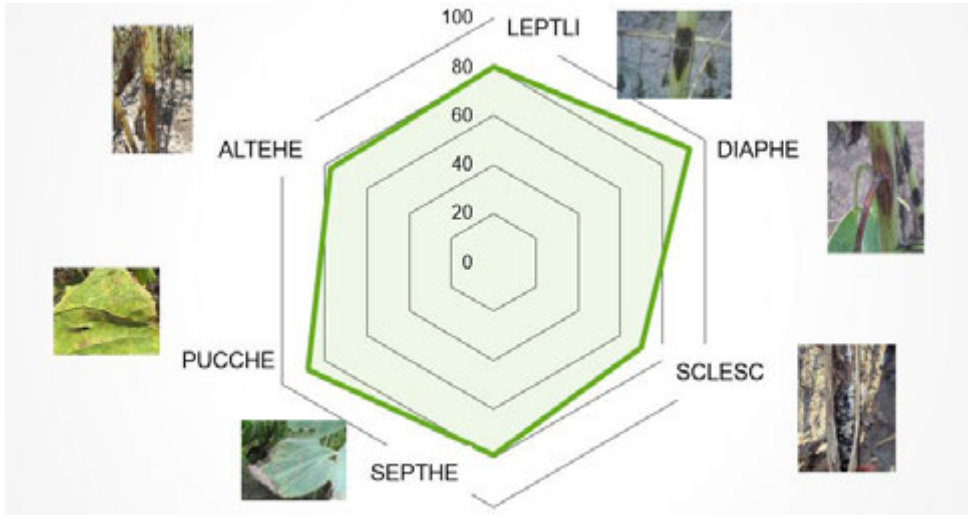 100
LEPTLI
80
60
ALTEHE
DIAPHE
40
20
0
PUCCHE
SCLESC
SEPTHE